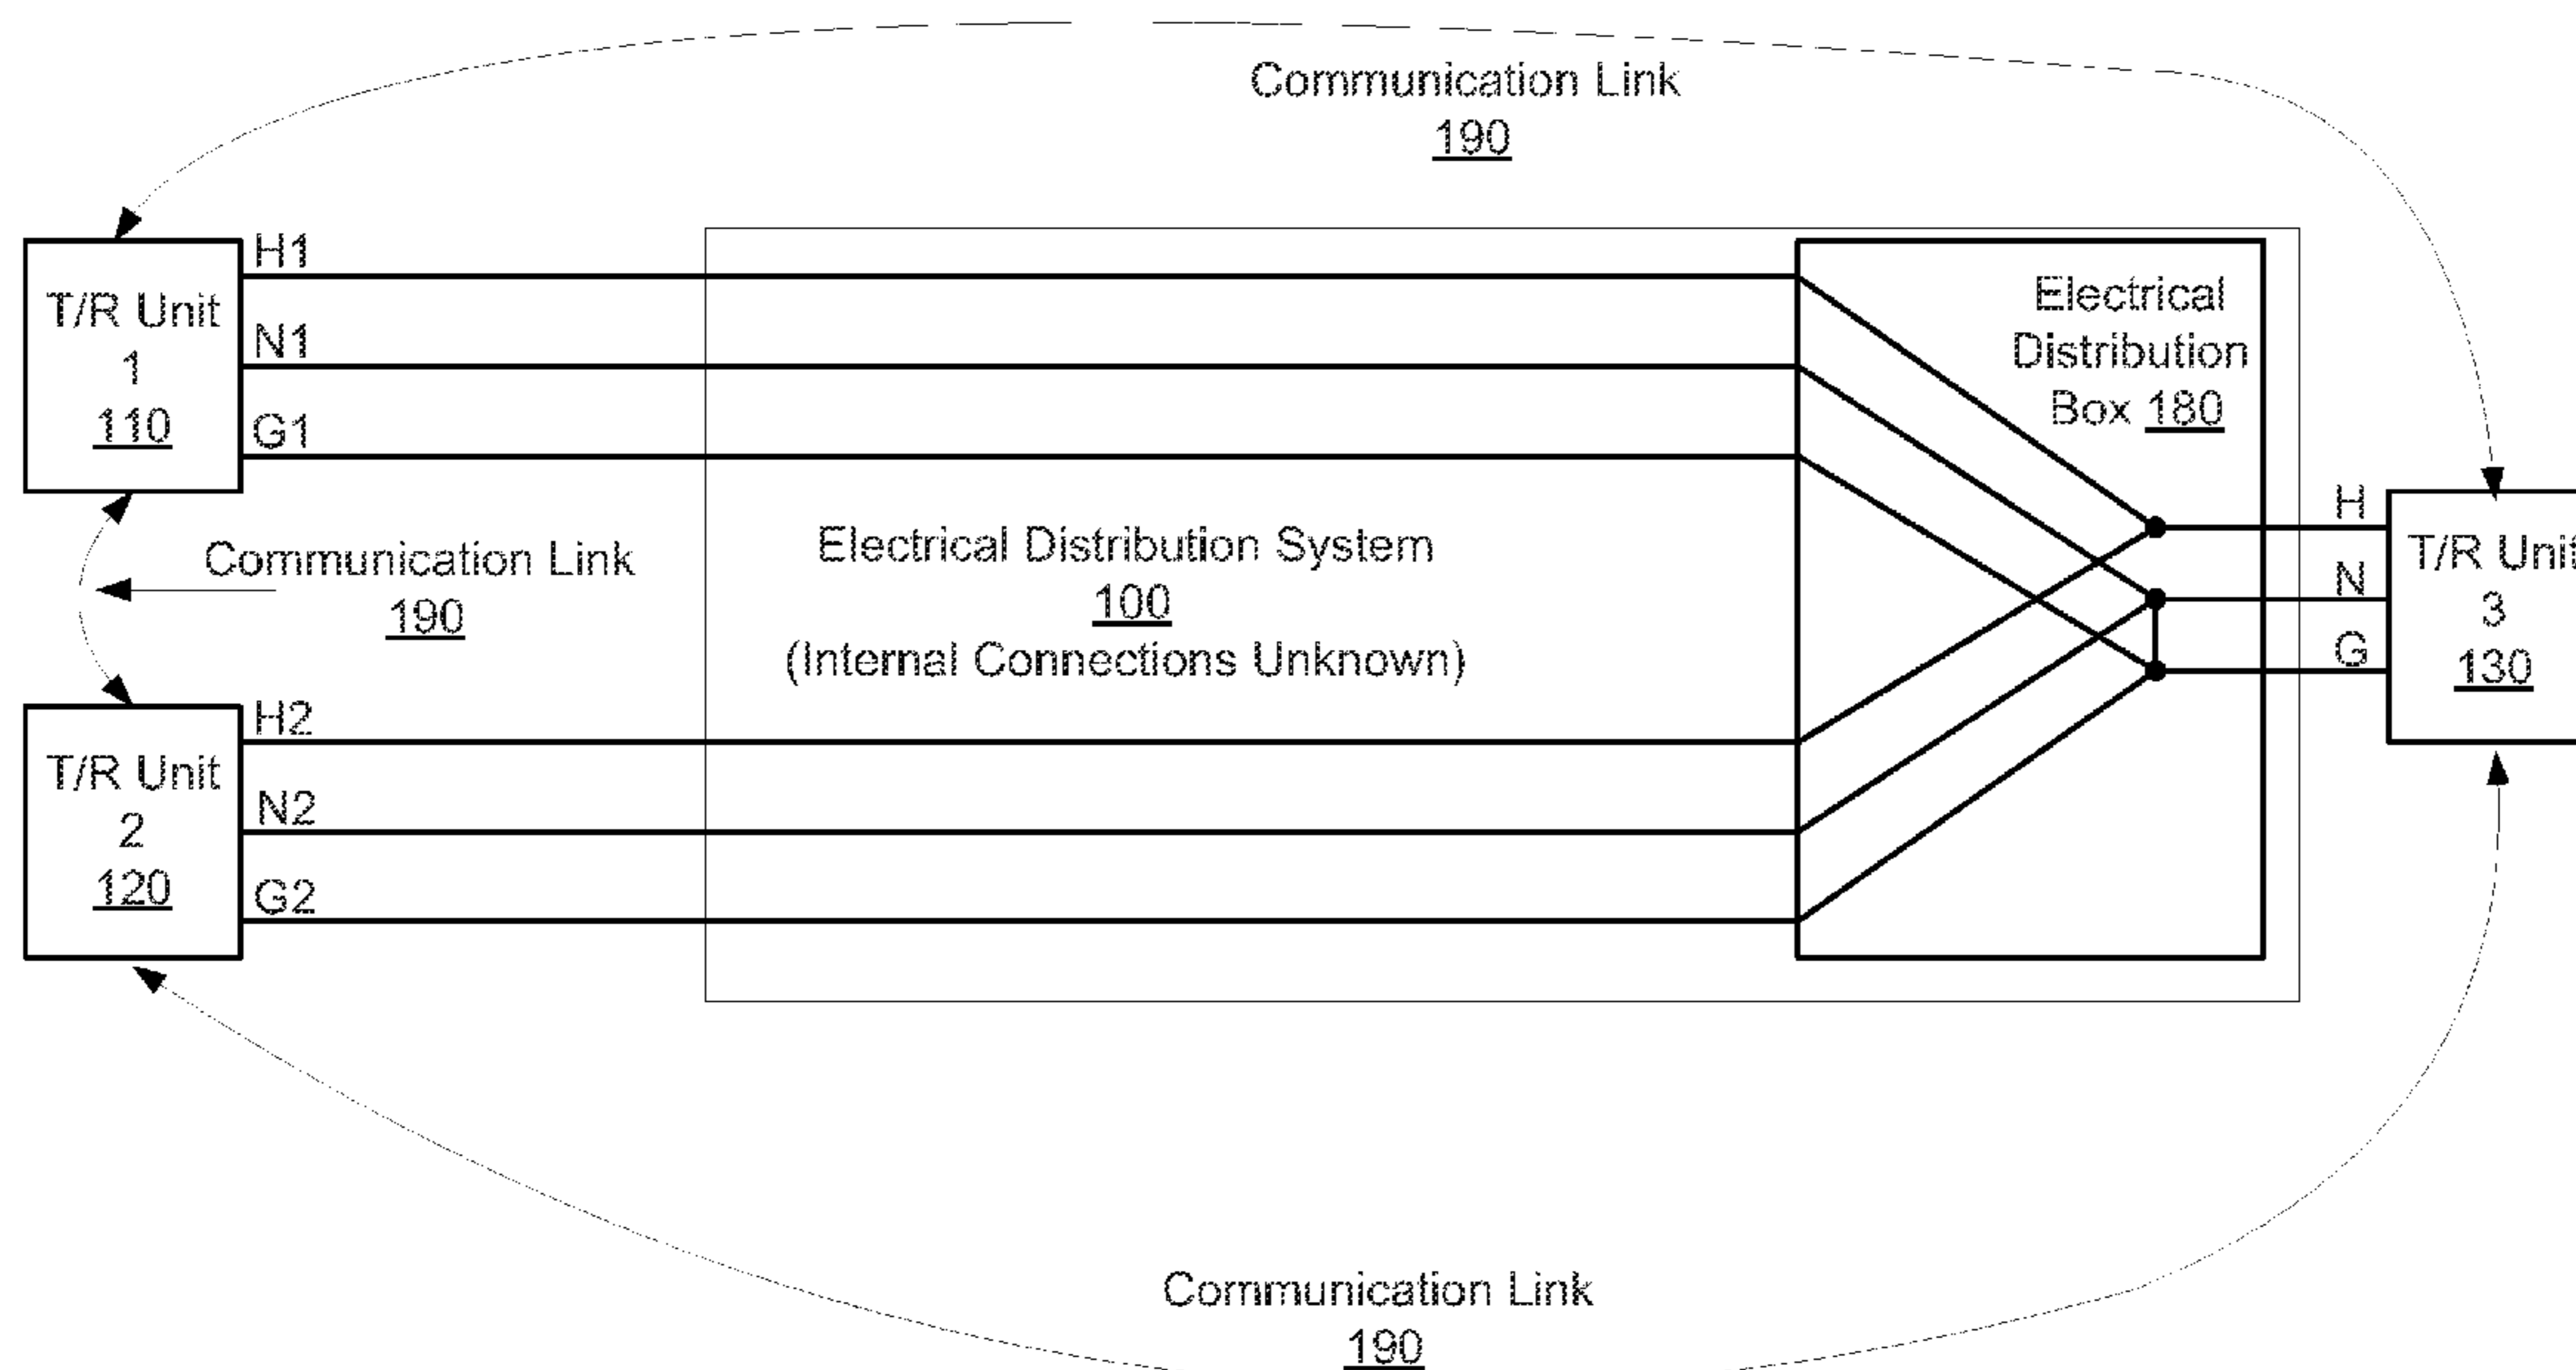 Communication Link
190
H1
T/R Unit
1
110
N1
G1
Electrical
Distribution
Box 180
Communication Link
190
Electrical Distribution System
100
(Internal Connections Unknown)
H
N
G
T/R Unit
3
130
H2
T/R Unit
2
120
N2
G2
Communication Link
190